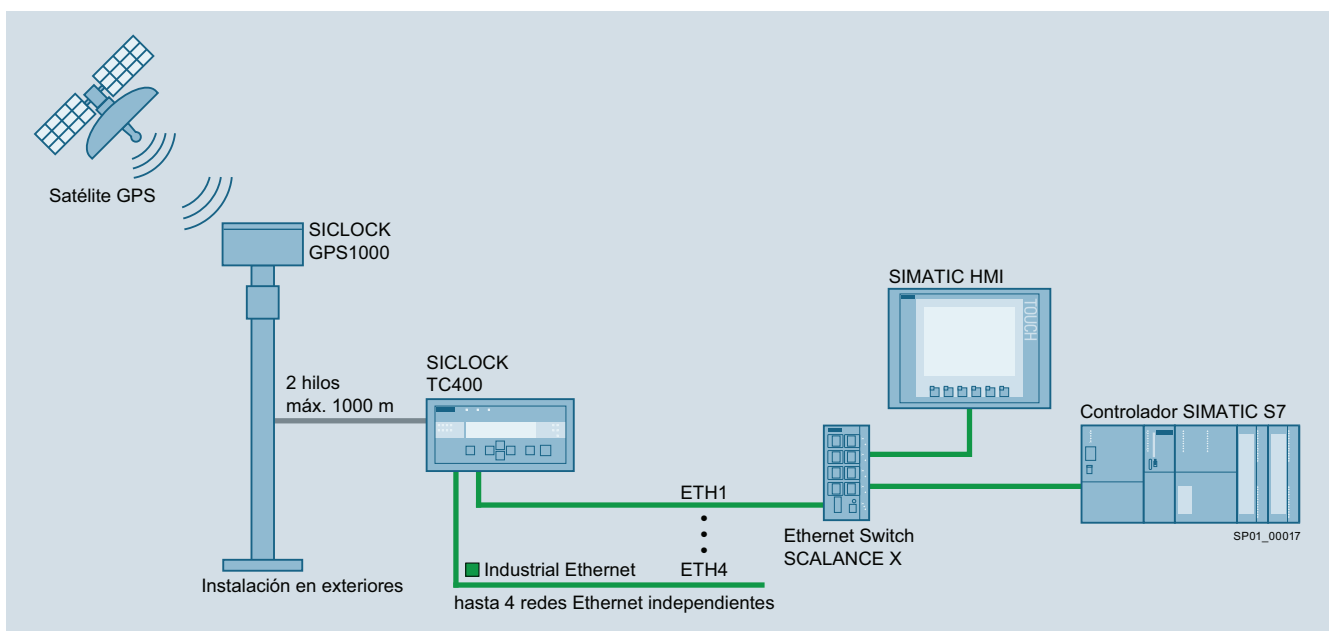 Satélite GPS
SICLOCK
GPS1000
SIMATIC HMI
TOUCH
SICLOCK
TC400
2 hilos
máx. 1000 m
Controlador SIMATIC S7
ETH1
Ethernet Switch
SCALANCE X
SP01_00017
Industrial Ethernet
ETH4
Instalación en exteriores
hasta 4 redes Ethernet independientes